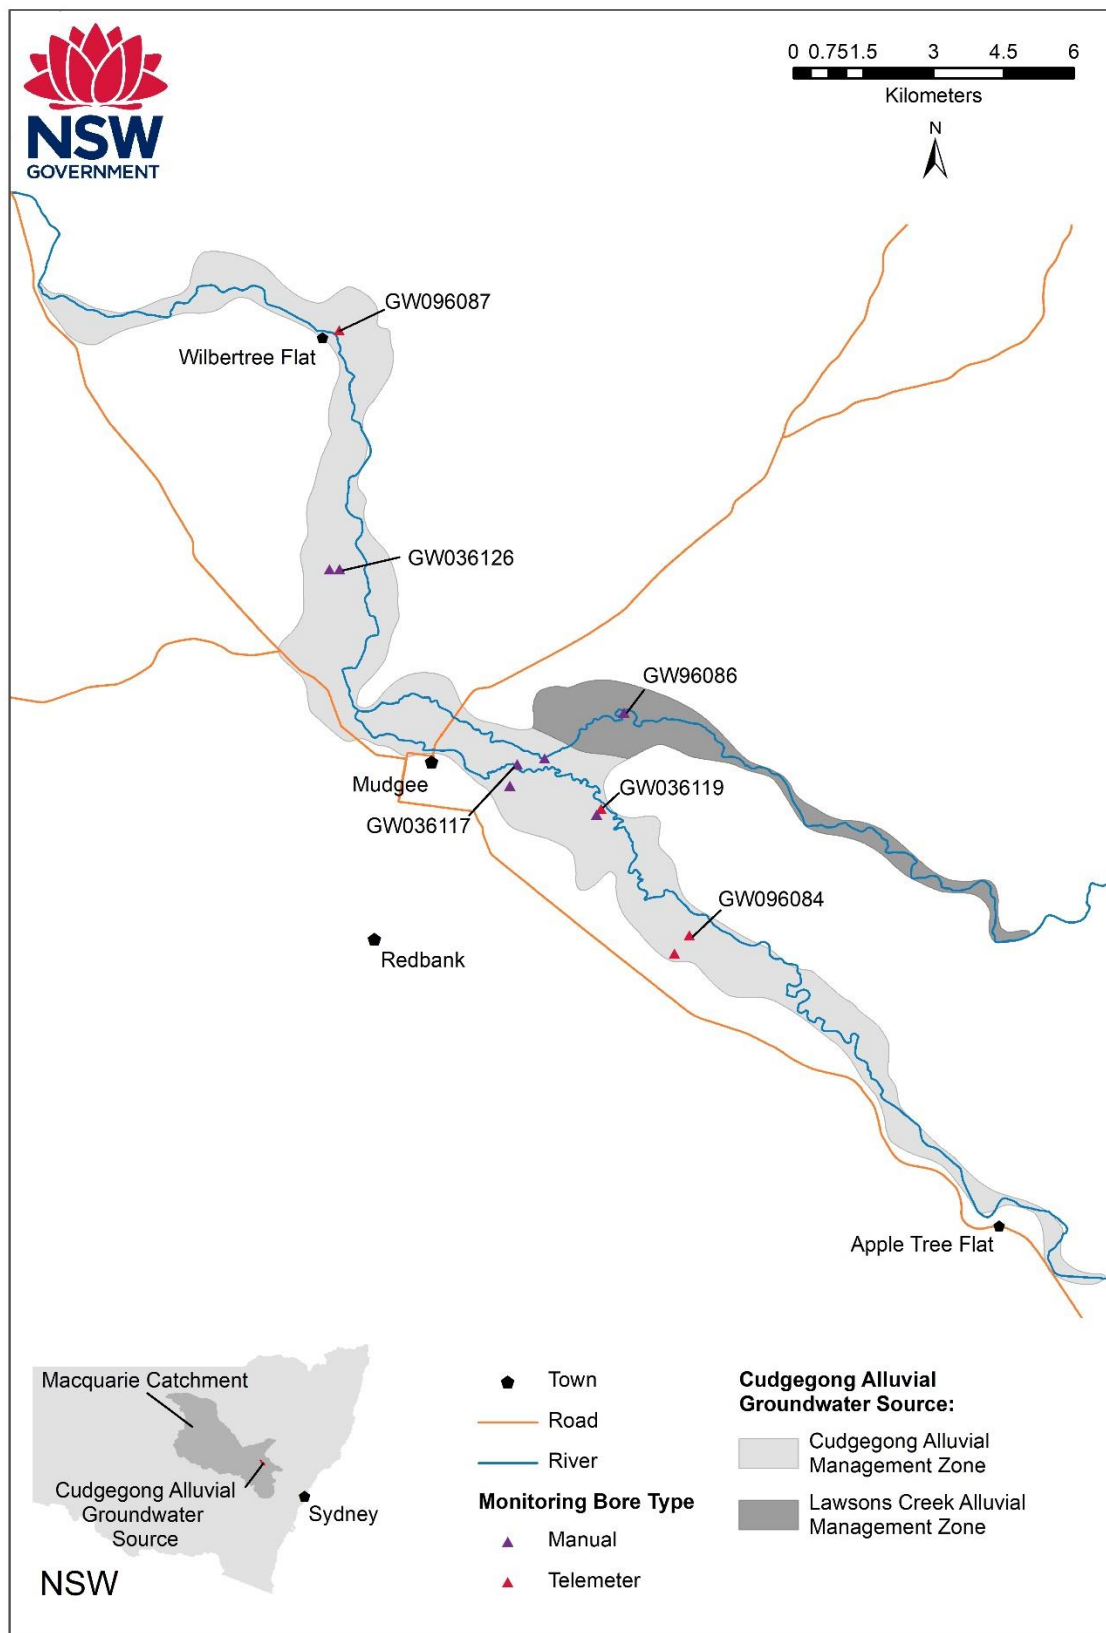 NSW
GOVERNMENT
0 0.75 1.5 3 4.5 6
Kilometers
N
GW096087
Wilbertree Flat
GW036126
GW96086
Mudgee
GW036119
GW036117
GW096084
Redbank
Apple Tree Flat
Macquarie Catchment
Cudgegong Alluvial
Groundwater
Source
Sydney
NSW
Town
Road
River
Monitoring Bore Type
Manual
Telemeter
Cudgegong Alluvial
Groundwater Source:
Cudgegong Alluvial
Management Zone
Lawsons Creek Alluvial
Management Zone